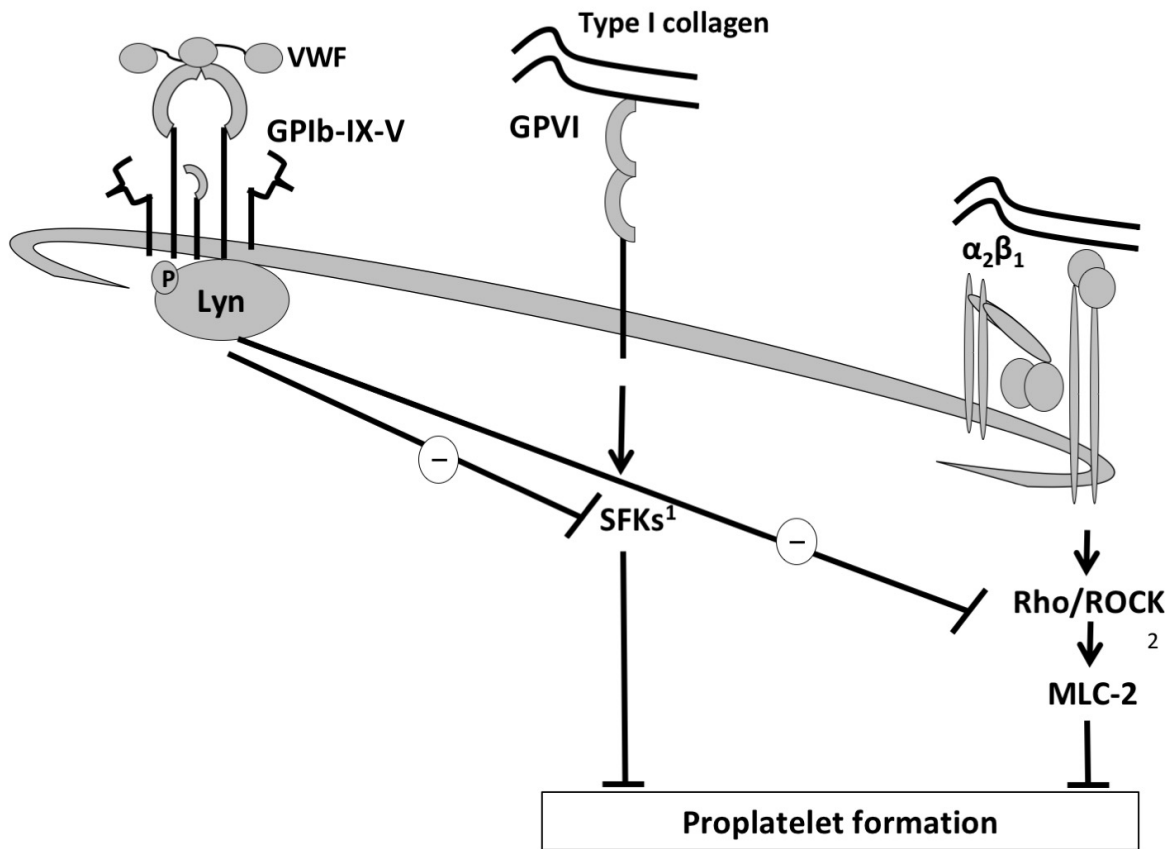 Type I collagen
VWF
GPIb-IX-V
GPVI
α₂β₁
P
Lyn
−
SFKs¹
−
Rho/ROCK
2
MLC-2
Proplatelet formation